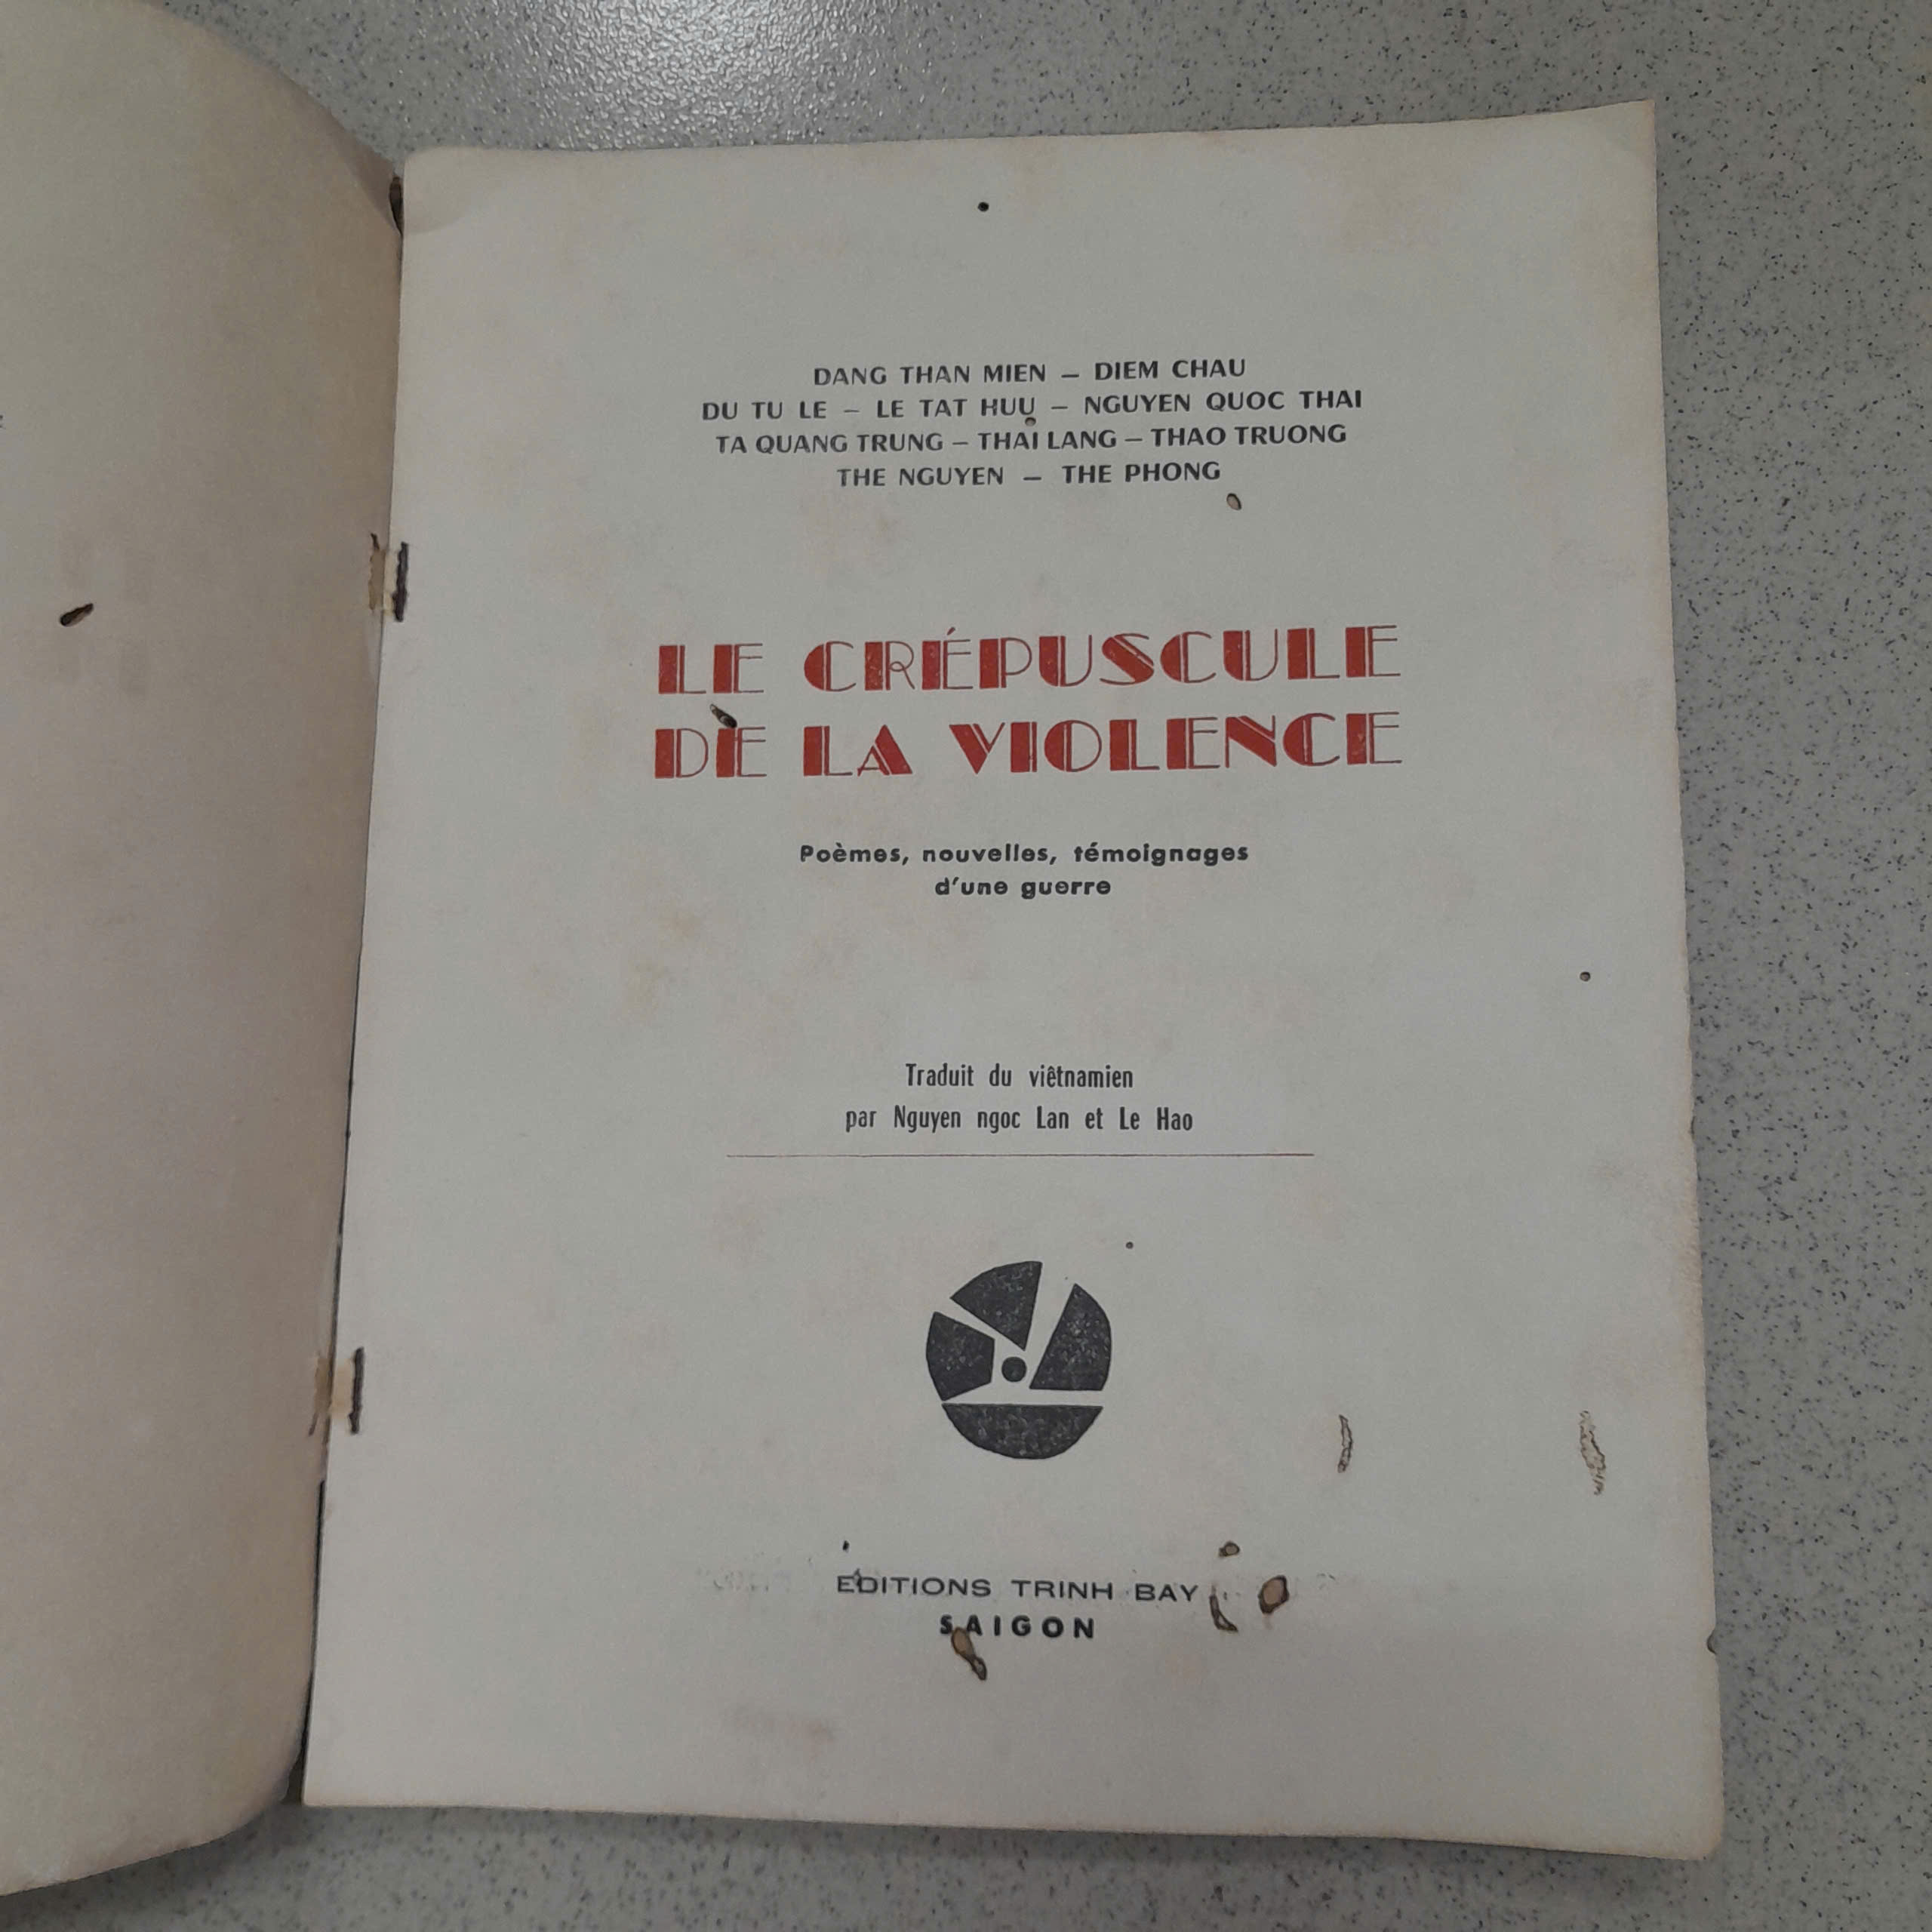 DANG THAN MIEN – DIEM CHAU
DU TU LE – LE TAT HUU – NGUYEN QUOC THAI
TA QUANG TRUNG – THAI LANG – THAO TRUONG
THE NGUYEN – THE PHONG
LE CRÉPUSCULE
DE LA VIOLENCE
Poèmes, nouvelles, témoignages
d'une guerre
Traduit du viêtnamien
par Nguyen ngoc Lan et Le Hao
EDITIONS TRINH BAY
SAIGON